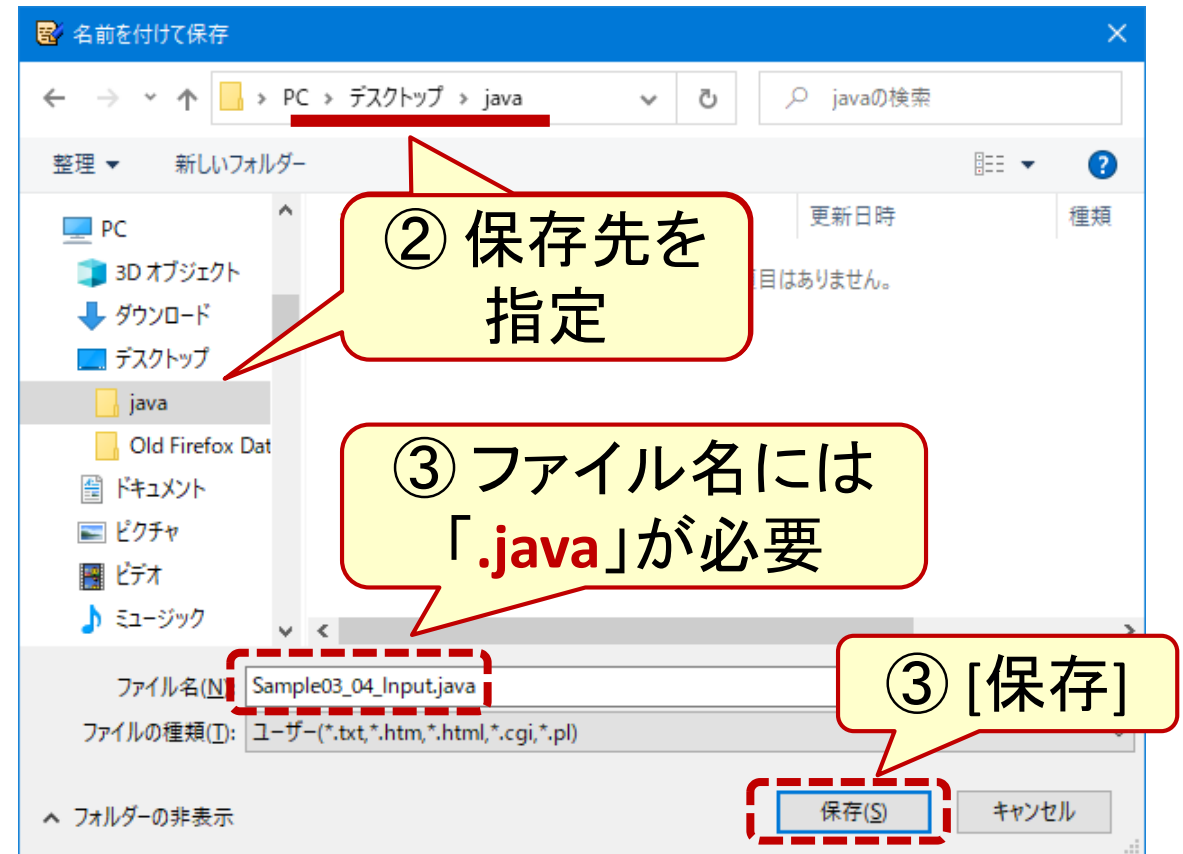 名前を付けて保存
PC > デスクトップ > java
javaの検索
整理
新しいフォルダー
PC
3D オブジェクト
ダウンロード
デスクトップ
java
Old Firefox Dat
ドキュメント
ピクチャ
ビデオ
ミュージック
更新日時
種類
目はありません。
② 保存先を
指定
③ ファイル名には
「.java」が必要
ファイル名(N):
Sample03_04_Input.java
ファイルの種類(T):
ユーザー(*.txt,*.htm,*.html,*.cgi,*.pl)
③ [保存]
フォルダーの非表示
保存(S)
キャンセル